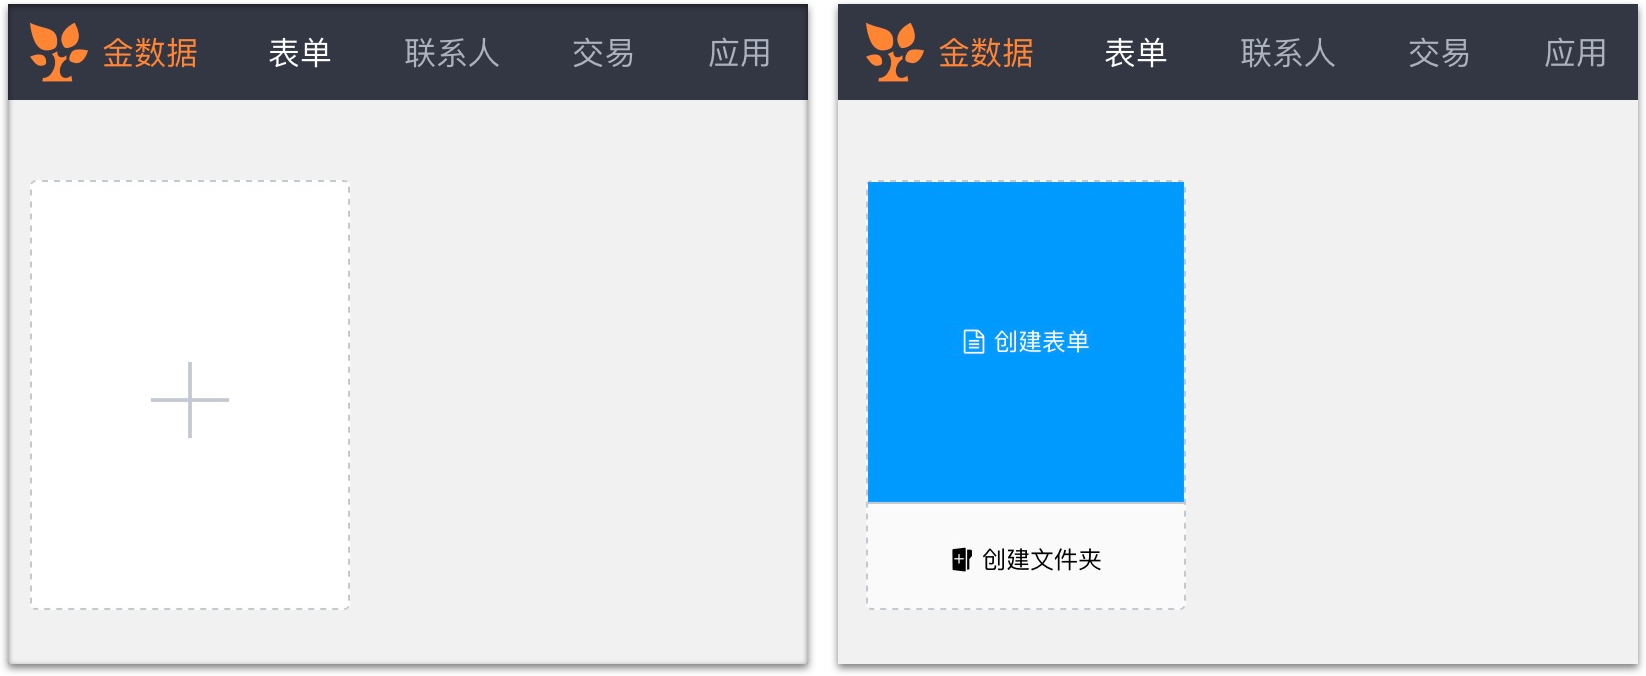 金数据 表单 联系人 交易 应用
金数据 表单 联系人 交易 应用
创建表单
创建文件夹